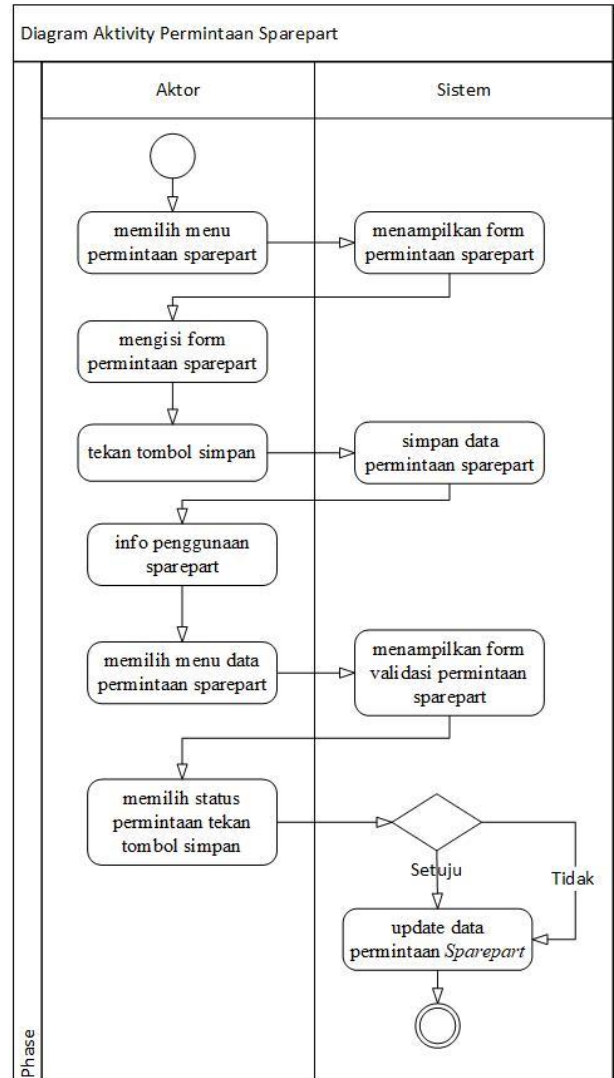 Diagram Aktivity Permintaan Sparepart
Aktor
Sistem
memilih menu
permintaan sparepart
menampilkan form
permintaan sparepart
mengisi form
permintaan sparepart
tekan tombol simpan
simpan data
permintaan sparepart
info penggunaan
sparepart
memilih menu data
permintaan sparepart
menampilkan form
validasi permintaan
sparepart
memilih status
permintaan tekan
tombol simpan
Setuju
Tidak
update data
permintaan Sparepart
Phase